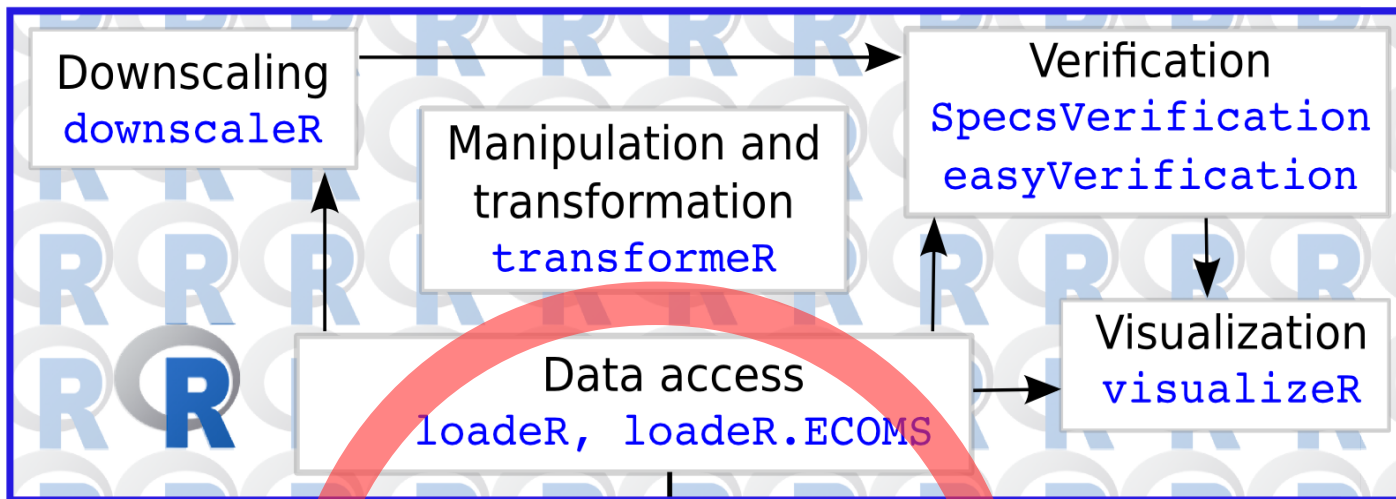 Downscaling
downscaleR
Manipulation and
transformation
transformeR
Verification
SpecsVerification
easyVerification
Data access
loadeR, loadeR.ECOMS
Visualization
visualizeR
R